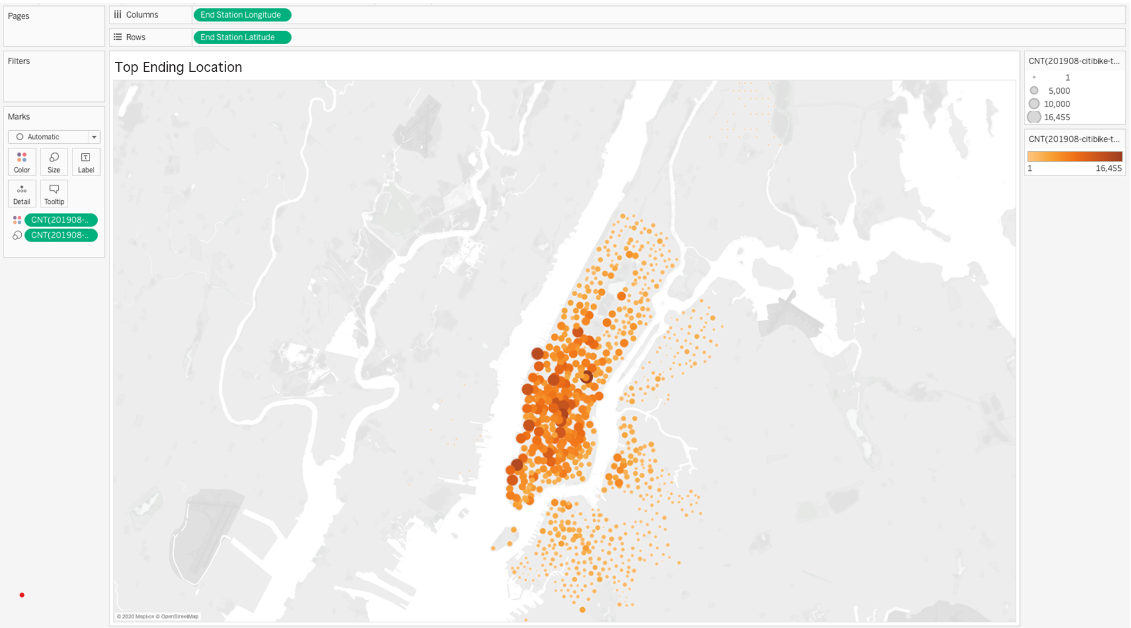 Pages
Columns
End Station Longitude
Rows
End Station Latitude
Filters
Marks
Automatic
Color
Size
Label
Detail
Tooltip
CNT(201908-..
CNT(201908-..
Top Ending Location
© 2020 Mapbox © OpenStreetMap
CNT(201908-citibike-t...
1
5,000
10,000
16,455
CNT(201908-citibike-t...
1
16,455